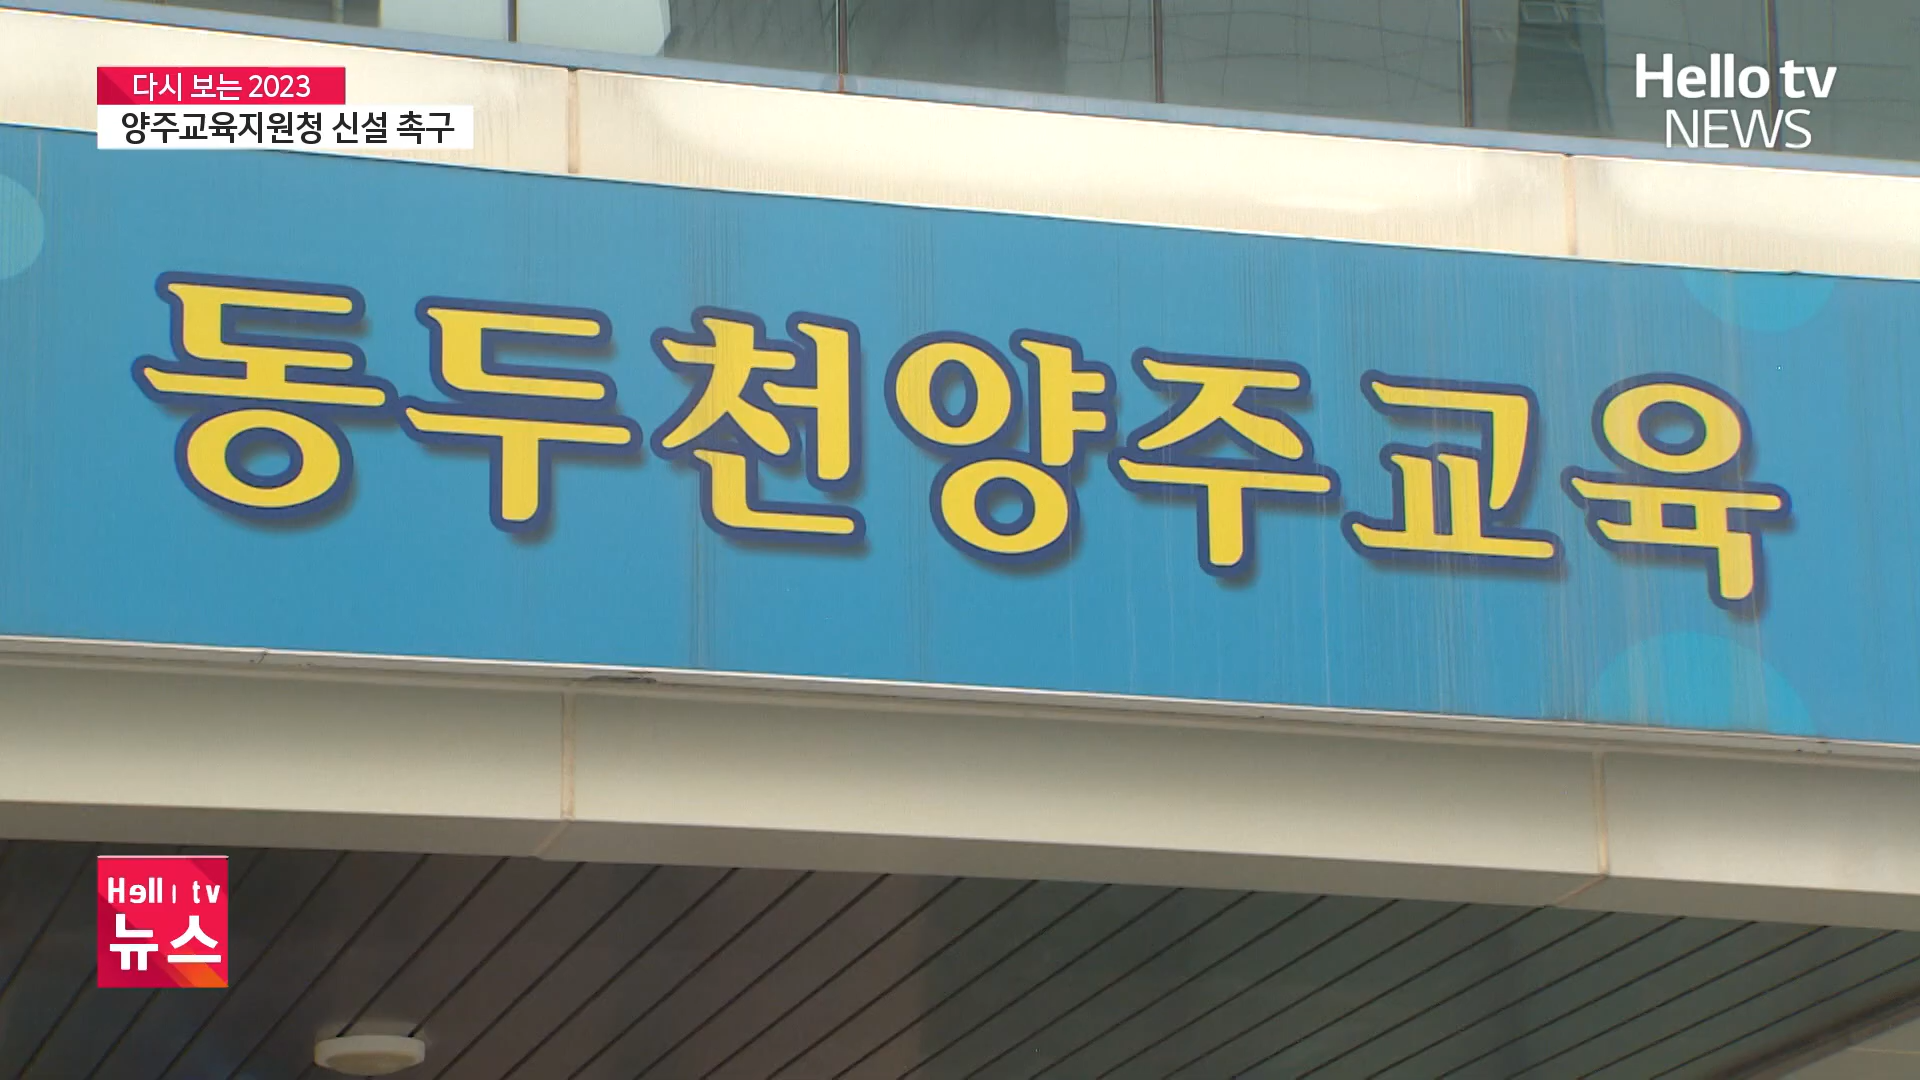 다시 보는 2023
양주교육지원청 신설 촉구
Hello tv
NEWS
동두천양주교육
Hell tv
뉴스